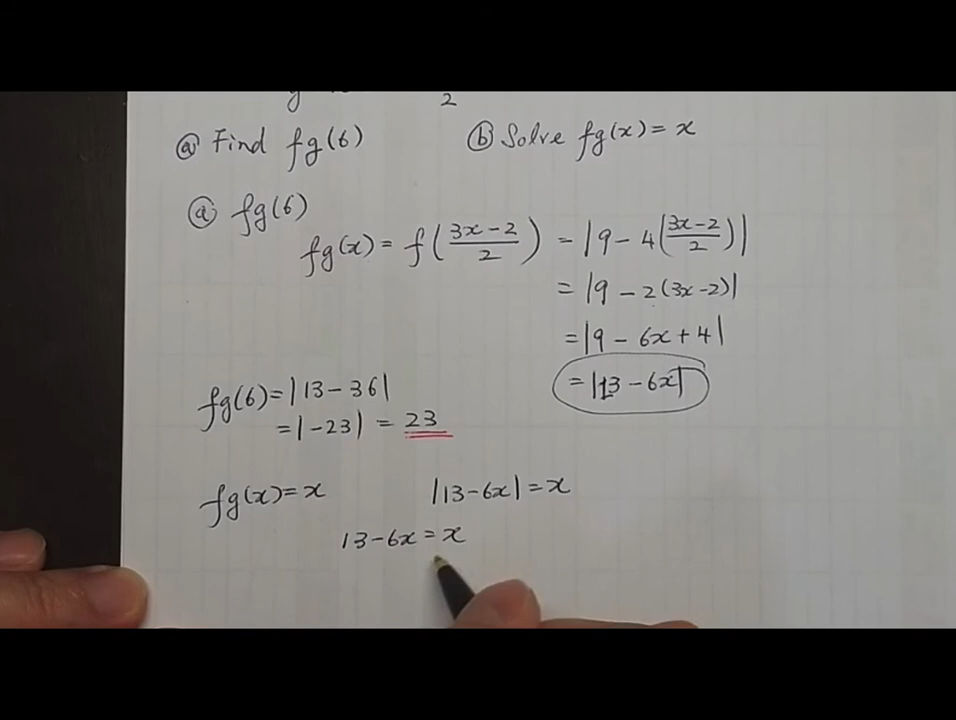 2
ⓐ Find fg(6) ⓑ Solve fg(x) = x
ⓐ fg(6)
fg(x) = f((3x-2)/2) = |9 - 4((3x-2)/2)|
= |9 - 2(3x-2)|
= |9 - 6x + 4|
= |13 - 6x|
fg(6) = |13 - 36|
= |-23| = 23
fg(x) = x |13 - 6x| = x
13 - 6x = x